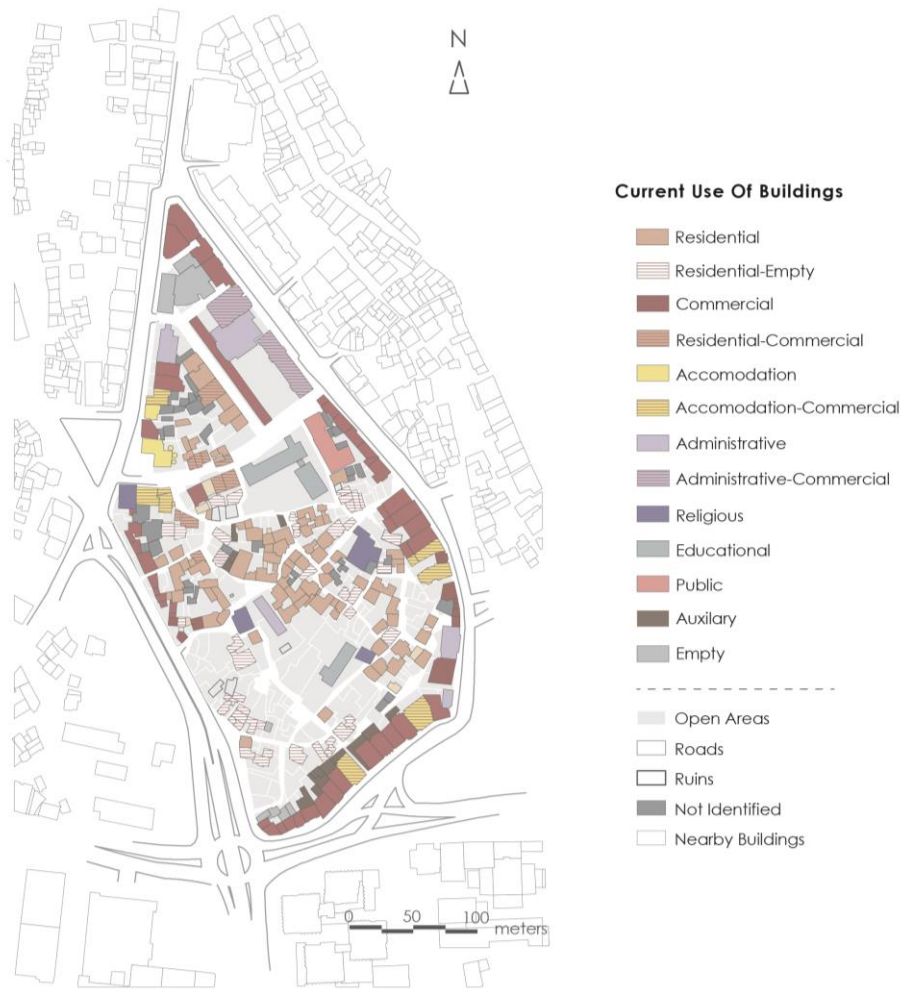 N
Current Use Of Buildings
Residential
Residential-Empty
Commercial
Residential-Commercial
Accomodation
Accomodation-Commercial
Administrative
Administrative-Commercial
Religious
Educational
Public
Auxilary
Empty
Open Areas
Roads
Ruins
Not Identified
Nearby Buildings
0 50 100 meters